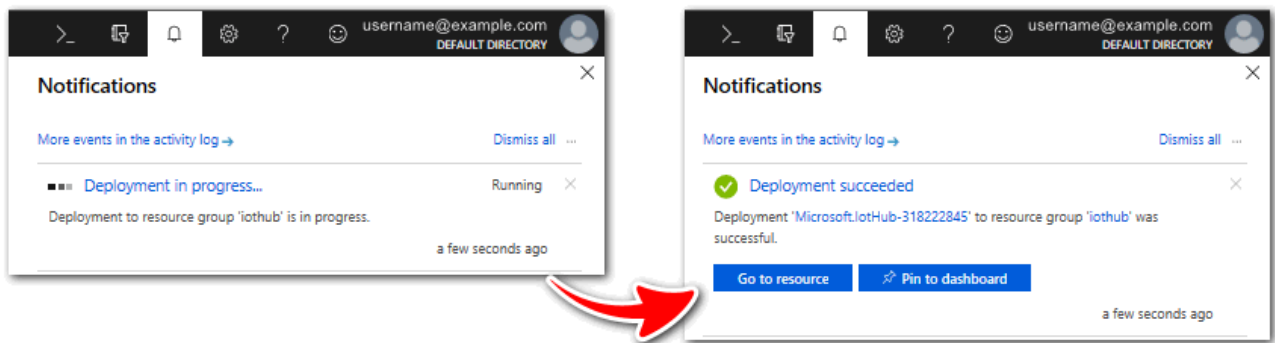 >_
?
username@example.com
DEFAULT DIRECTORY
Notifications
More events in the activity log →
Dismiss all ...
Deployment in progress...
Running
Deployment to resource group 'iothub' is in progress.
a few seconds ago
>_
?
username@example.com
DEFAULT DIRECTORY
Notifications
More events in the activity log →
Dismiss all ...
Deployment succeeded
Deployment 'Microsoft.IotHub-318222845' to resource group 'iothub' was
successful.
Go to resource
Pin to dashboard
a few seconds ago